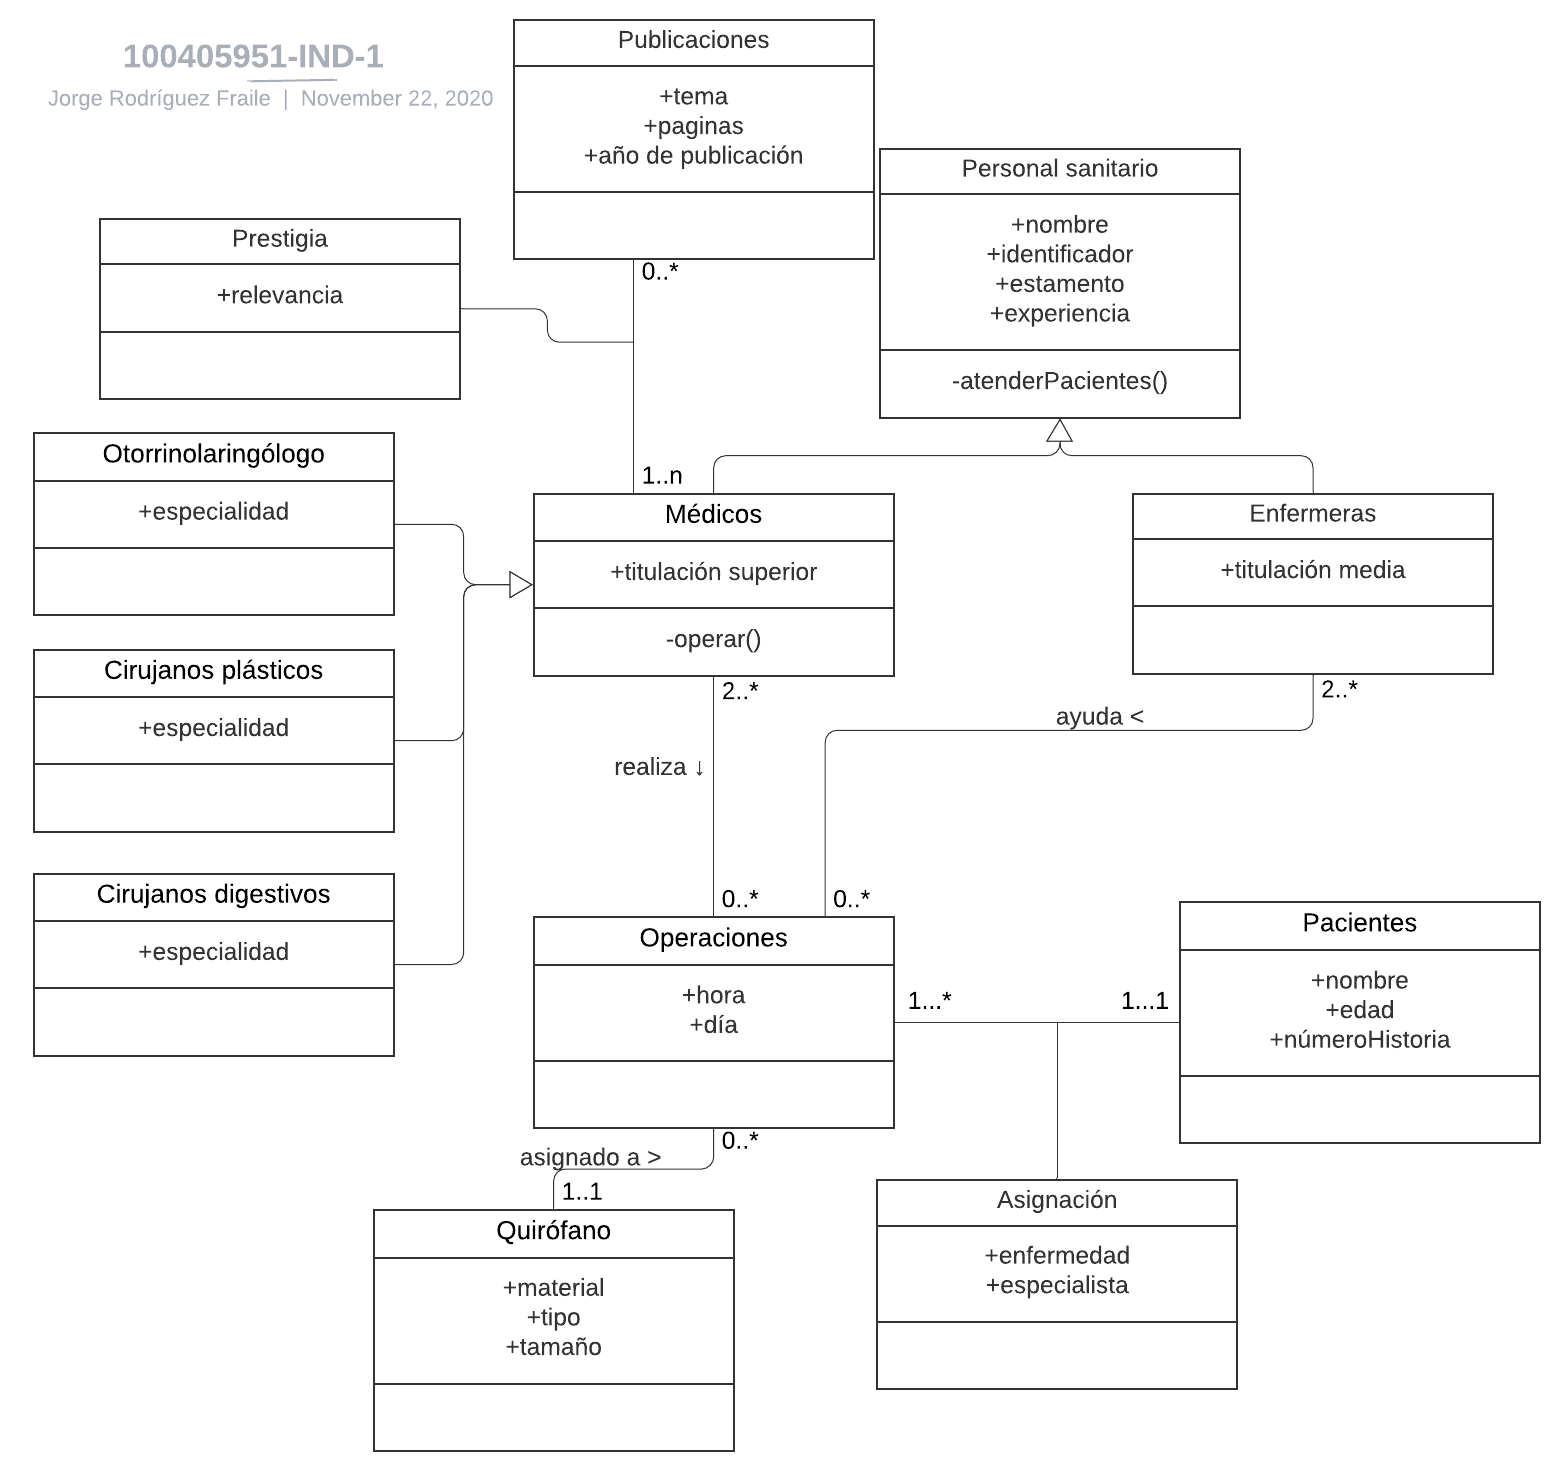 100405951-IND-1
Jorge Rodríguez Fraile | November 22, 2020
Publicaciones
+tema
+paginas
+año de publicación
0..*
Personal sanitario
+nombre
+identificador
+estamento
+experiencia
-atenderPacientes()
Prestigia
+relevancia
1..n
Otorrinolaringólogo
+especialidad
Médicos
+titulación superior
-operar()
2..*
Enfermeras
+titulación media
2..*
Cirujanos plásticos
+especialidad
ayuda <
realiza ↓
0..*
0..*
Cirujanos digestivos
+especialidad
Operaciones
+hora
+día
1...*
1...1
Pacientes
+nombre
+edad
+númeroHistoria
0..*
asignado a >
1..1
Quirófano
+material
+tipo
+tamaño
Asignación
+enfermedad
+especialista